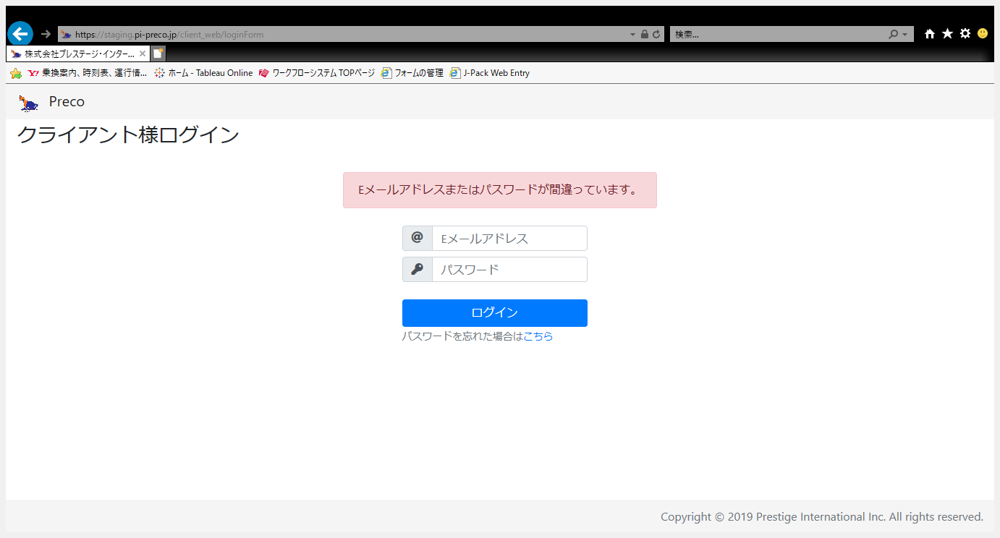 https://staging.pi-preco.jp/client_web/loginForm
検索...
株式会社プレステージ・インター...
乗換案内、時刻表、運行情... ホーム - Tableau Online ワークフローシステム TOPページ フォームの管理 J-Pack Web Entry
Preco
クライアント様ログイン
Eメールアドレスまたはパスワードが間違っています。
@ Eメールアドレス
パスワード
ログイン
パスワードを忘れた場合はこちら
Copyright © 2019 Prestige International Inc. All rights reserved.